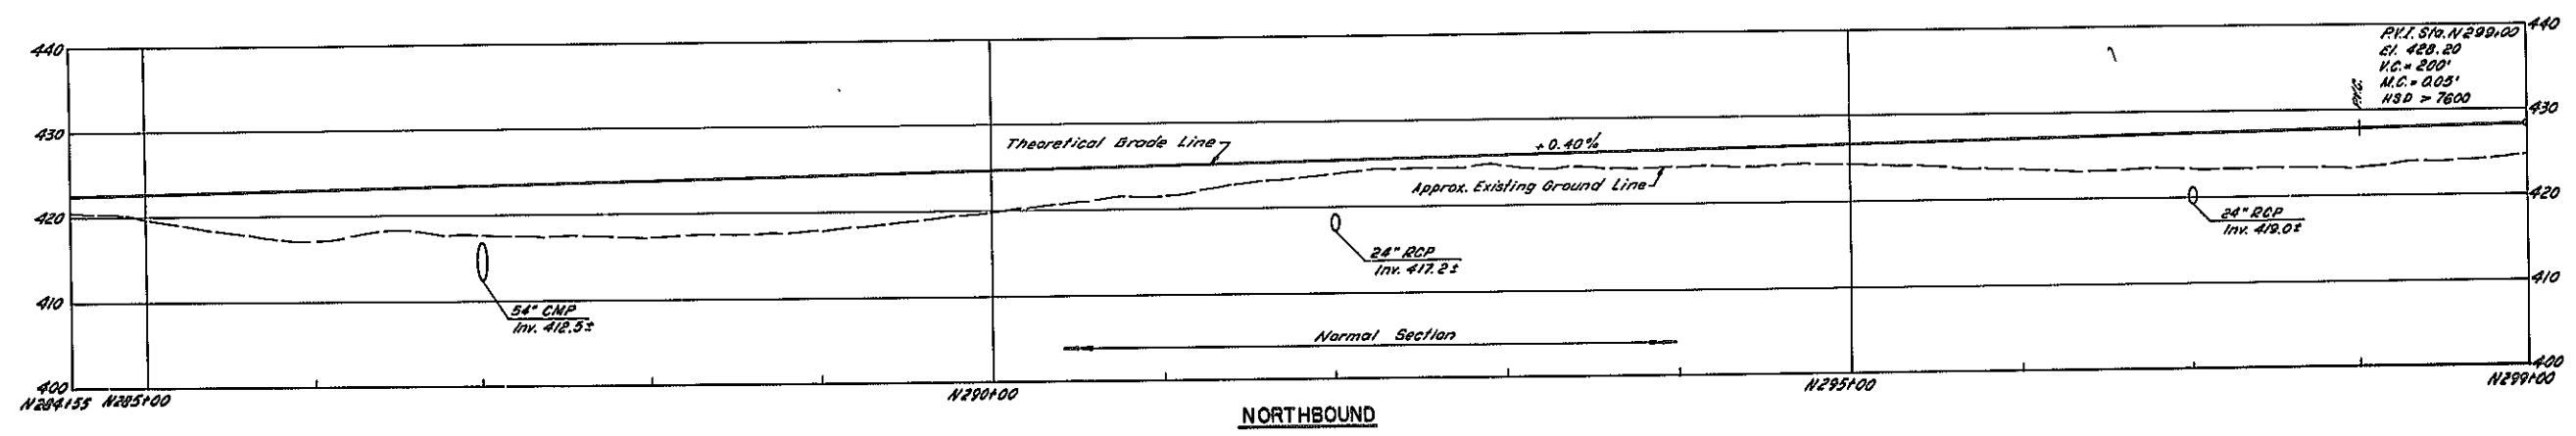 440
440
P.V.I. Sta. N 299+00
El. 428.20
V.C. = 200'
M.C. = 0.05'
HSD > 7600
P.V.C.
430
430
Theoretical Grade Line
+0.40%
Approx. Existing Ground Line
420
420
24" RCP
Inv. 419.0±
24" RCP
Inv. 417.2±
410
410
54" CMP
Inv. 412.5±
Normal Section
400
400
N284+55
N285+00
N290+00
N295+00
N299+00
NORTHBOUND